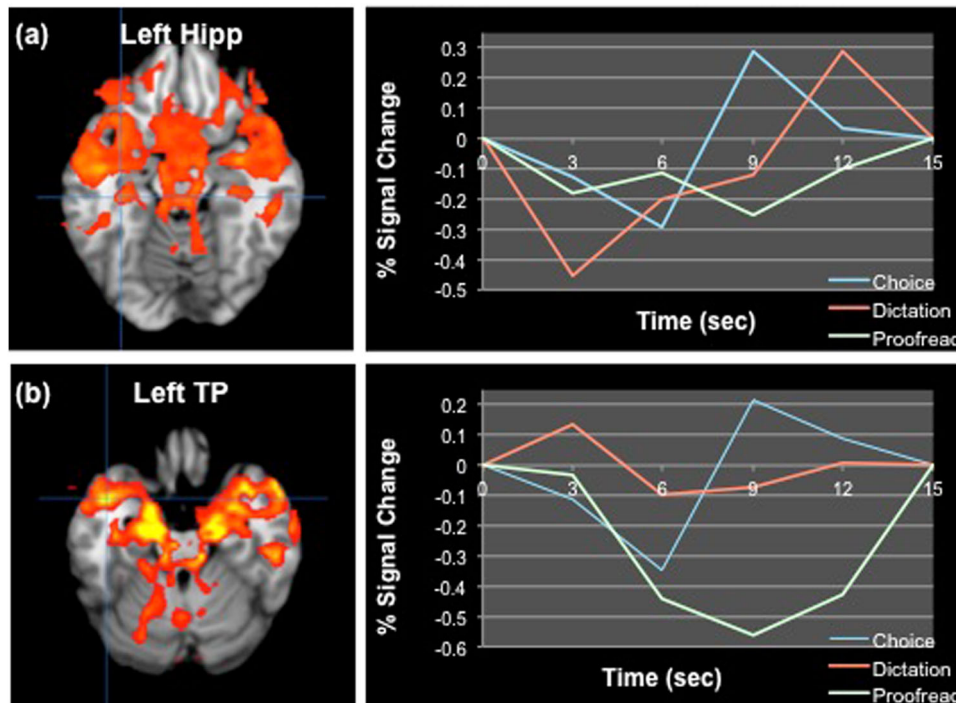 (a) Left Hipp
% Signal Change
0.3
0.2
0.1
0
-0.1
-0.2
-0.3
-0.4
-0.5
0 3 6 9 12 15
Time (sec)
Choice
Dictation
Proofread
(b) Left TP
% Signal Change
0.2
0.1
0
-0.1
-0.2
-0.3
-0.4
-0.5
-0.6
0 3 6 9 12 15
Time (sec)
Choice
Dictation
Proofread